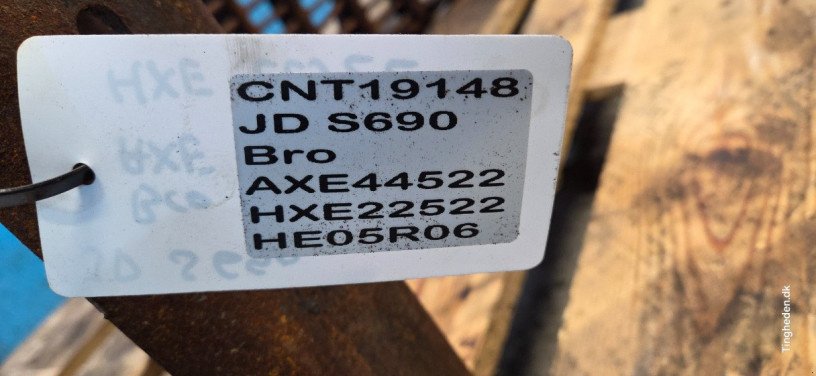 CNT19148
JD S690
Bro
AXE44522
HXE22522
HE05R06
Tingheden.dk